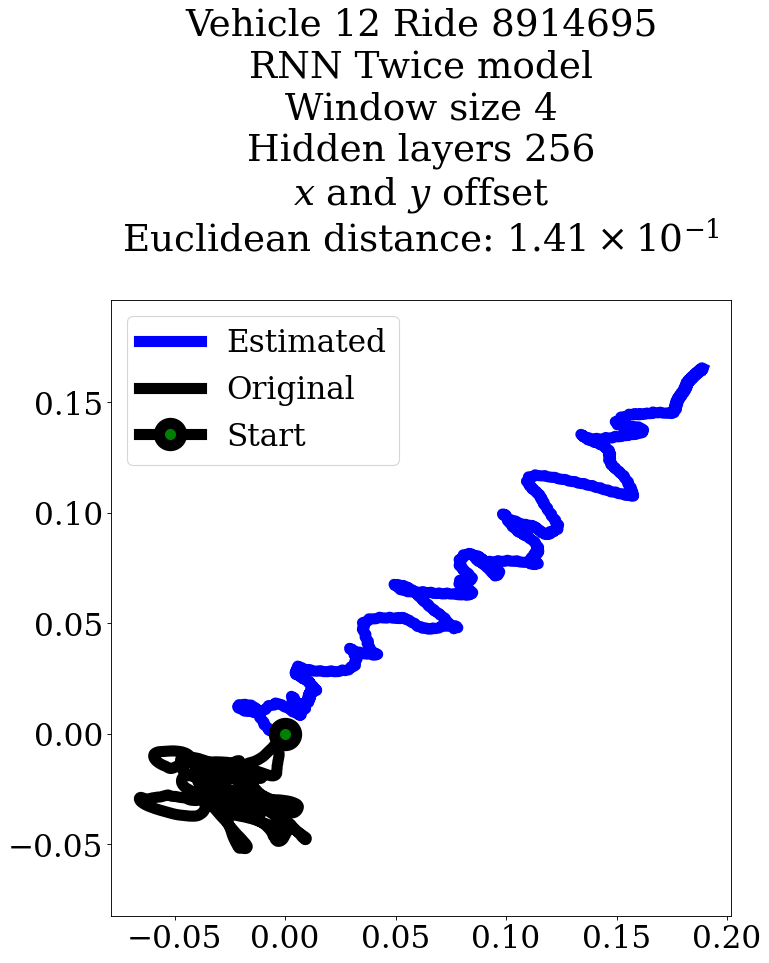 Vehicle 12 Ride 8914695
RNN Twice model
Window size 4
Hidden layers 256
x and y offset
Euclidean distance: 1.41 × 10⁻¹
Estimated
Original
Start
0.15
0.10
0.05
0.00
−0.05
−0.05 0.00 0.05 0.10 0.15 0.20